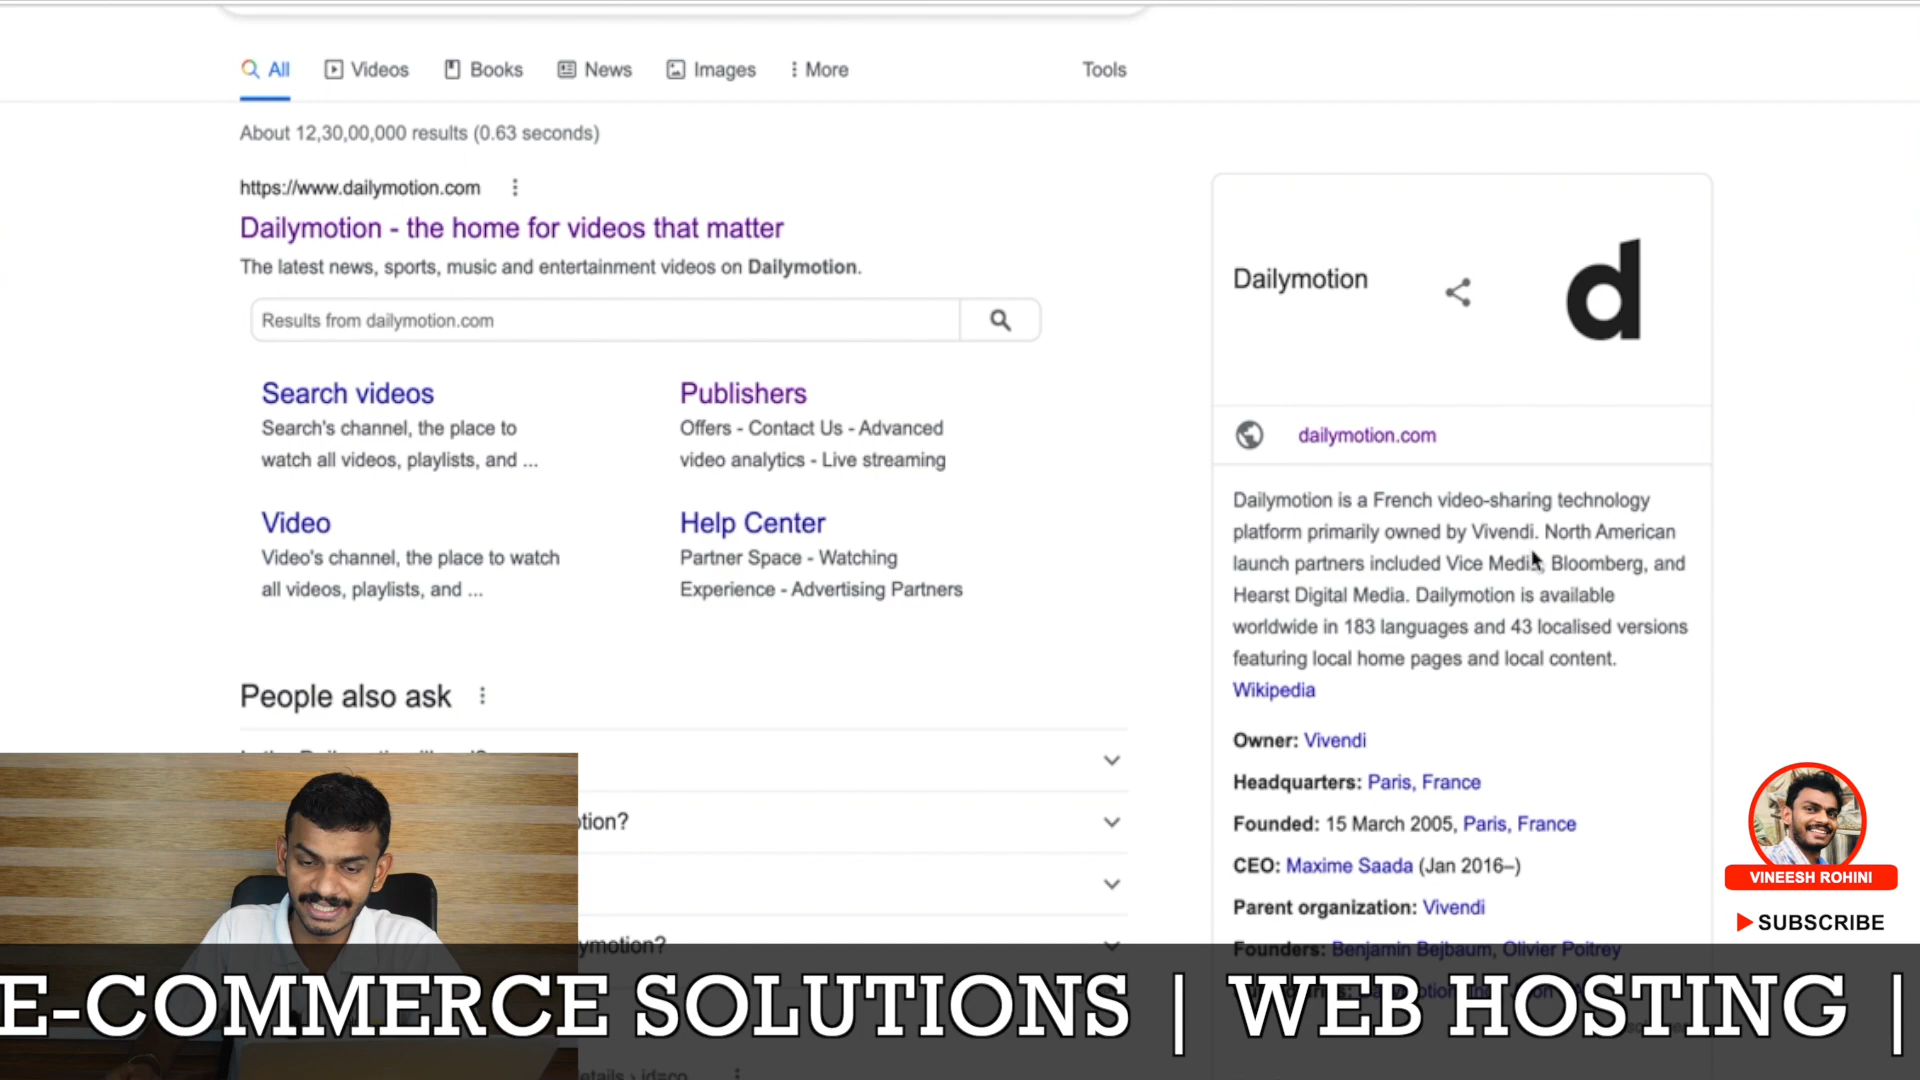 All
Videos
Books
News
Images
More
Tools
About 12,30,00,000 results (0.63 seconds)
https://www.dailymotion.com
Dailymotion - the home for videos that matter
The latest news, sports, music and entertainment videos on Dailymotion.
Results from dailymotion.com
Search videos
Search's channel, the place to
watch all videos, playlists, and ...
Publishers
Offers - Contact Us - Advanced
video analytics - Live streaming
Video
Video's channel, the place to watch
all videos, playlists, and ...
Help Center
Partner Space - Watching
Experience - Advertising Partners
People also ask
Dailymotion
d
dailymotion.com
Dailymotion is a French video-sharing technology
platform primarily owned by Vivendi. North American
launch partners included Vice Media, Bloomberg, and
Hearst Digital Media. Dailymotion is available
worldwide in 183 languages and 43 localised versions
featuring local home pages and local content.
Wikipedia
Owner: Vivendi
Headquarters: Paris, France
Founded: 15 March 2005, Paris, France
CEO: Maxime Saada (Jan 2016–)
Parent organization: Vivendi
Founders: Benjamin Bejbaum, Olivier Poitrey
VINEESH ROHINI
SUBSCRIBE
E-COMMERCE SOLUTIONS | WEB HOSTING |